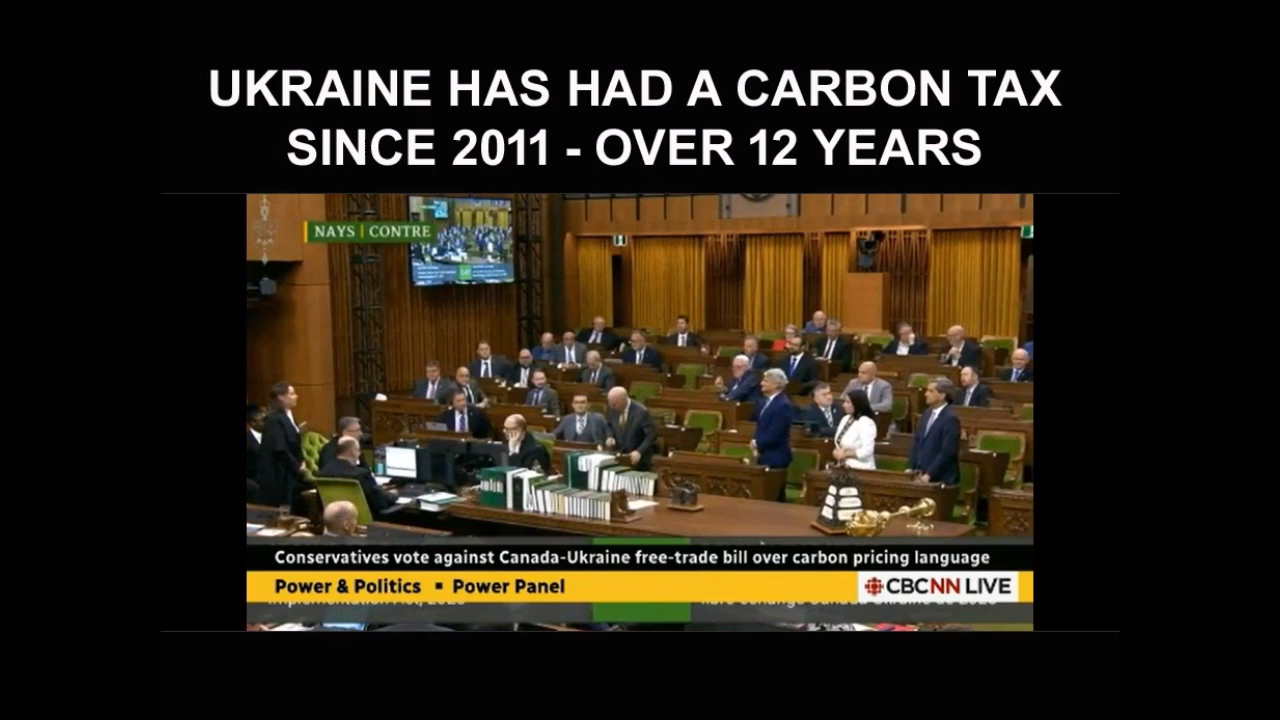 UKRAINE HAS HAD A CARBON TAX
SINCE 2011 - OVER 12 YEARS
NAYS | CONTRE
Conservatives vote against Canada-Ukraine free-trade bill over carbon pricing language
Power & Politics ▪ Power Panel
CBCNN LIVE